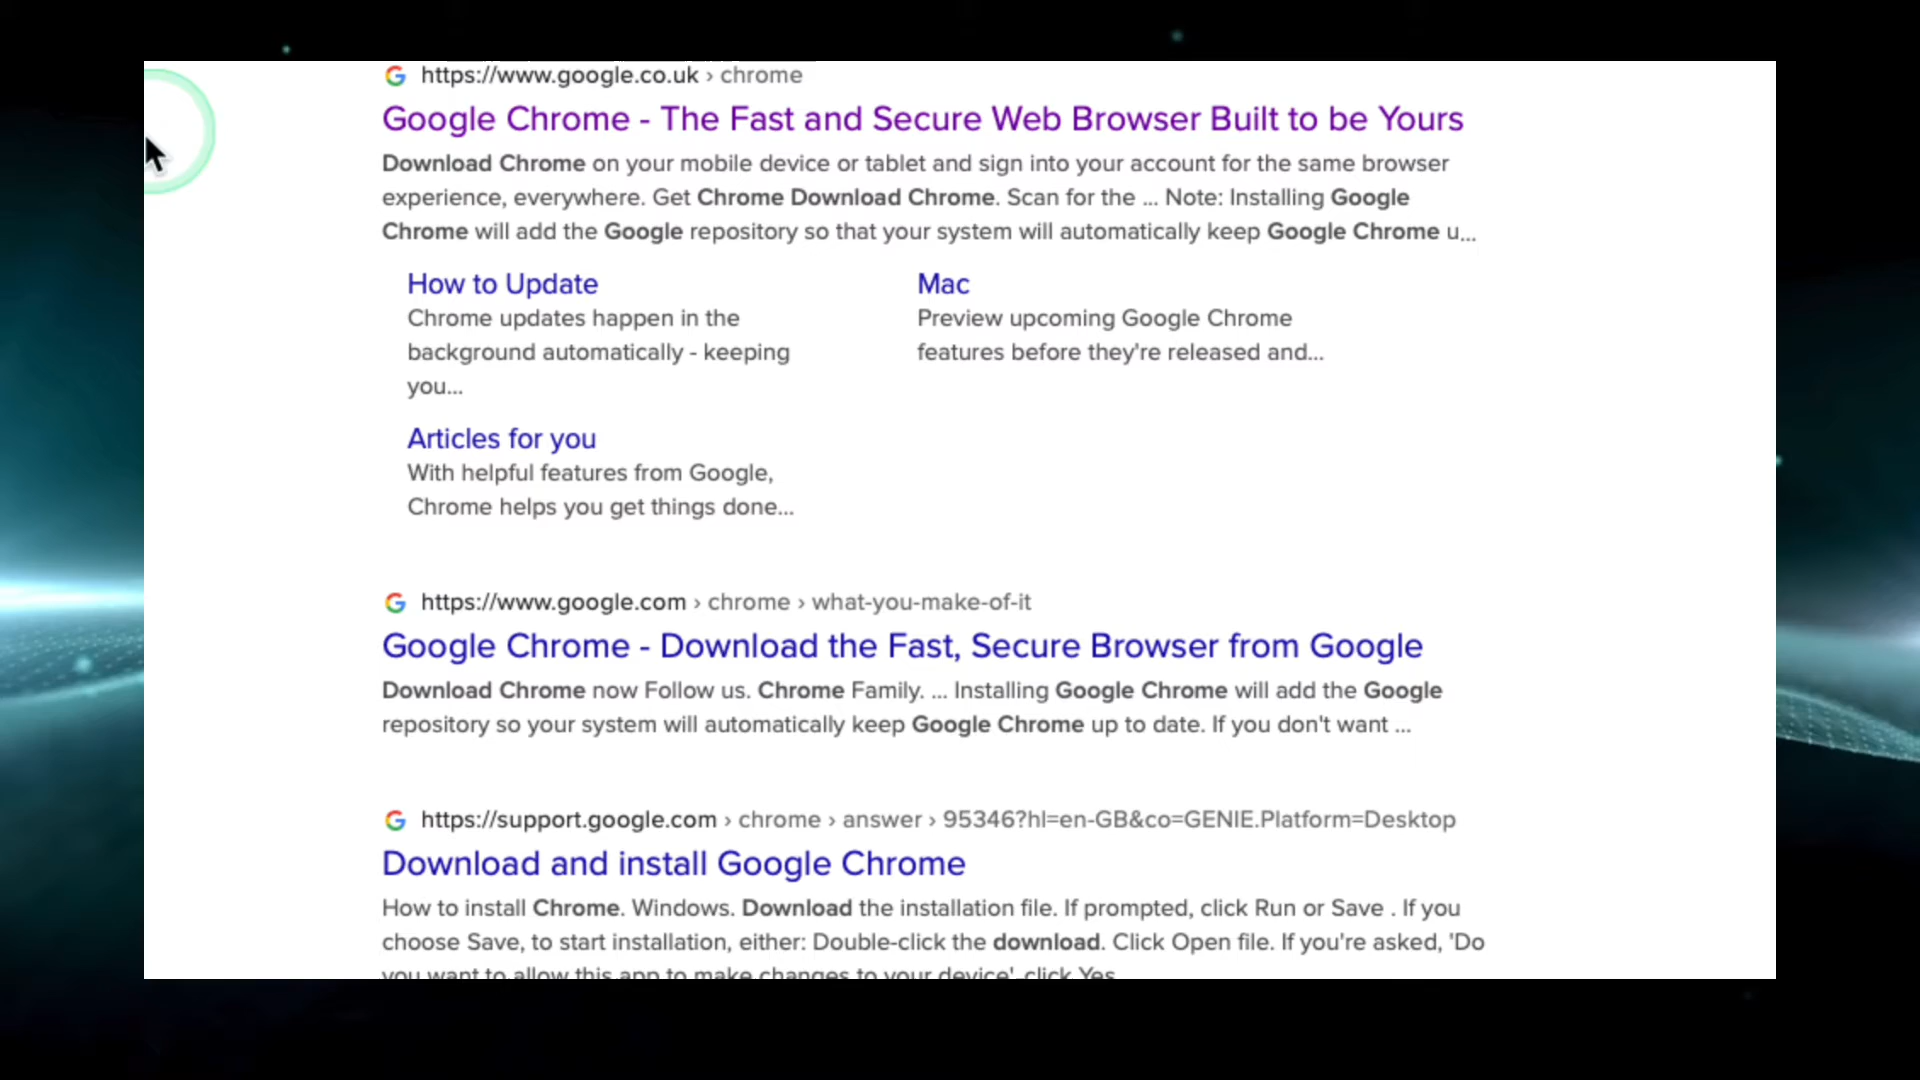 https://www.google.co.uk › chrome
Google Chrome - The Fast and Secure Web Browser Built to be Yours
Download Chrome on your mobile device or tablet and sign into your account for the same browser
experience, everywhere. Get Chrome Download Chrome. Scan for the ... Note: Installing Google
Chrome will add the Google repository so that your system will automatically keep Google Chrome u...
How to Update
Chrome updates happen in the
background automatically - keeping
you...
Mac
Preview upcoming Google Chrome
features before they're released and...
Articles for you
With helpful features from Google,
Chrome helps you get things done...
https://www.google.com › chrome › what-you-make-of-it
Google Chrome - Download the Fast, Secure Browser from Google
Download Chrome now Follow us. Chrome Family. ... Installing Google Chrome will add the Google
repository so your system will automatically keep Google Chrome up to date. If you don't want ...
https://support.google.com › chrome › answer › 95346?hl=en-GB&co=GENIE.Platform=Desktop
Download and install Google Chrome
How to install Chrome. Windows. Download the installation file. If prompted, click Run or Save . If you
choose Save, to start installation, either: Double-click the download. Click Open file. If you're asked, 'Do
you want to allow this app to make changes to your device', click Yes